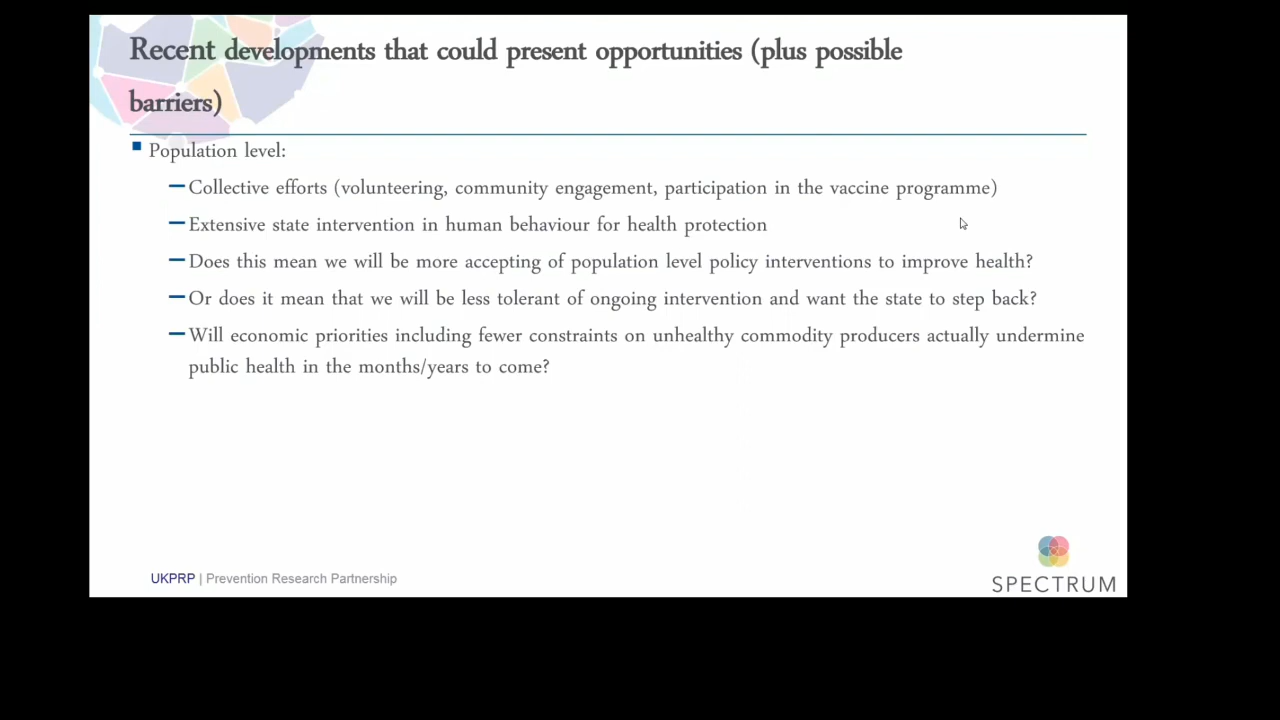 Recent developments that could present opportunities (plus possible
barriers)
Population level:
Collective efforts (volunteering, community engagement, participation in the vaccine programme)
Extensive state intervention in human behaviour for health protection
Does this mean we will be more accepting of population level policy interventions to improve health?
Or does it mean that we will be less tolerant of ongoing intervention and want the state to step back?
Will economic priorities including fewer constraints on unhealthy commodity producers actually undermine
public health in the months/years to come?
UKPRP | Prevention Research Partnership
SPECTRUM